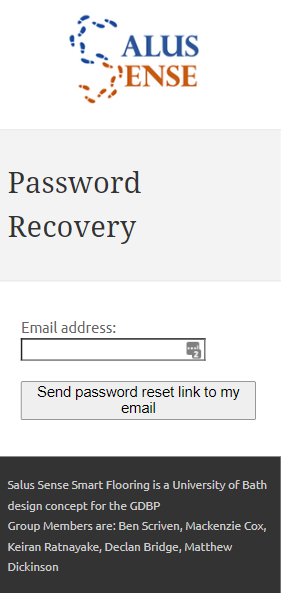 SALUS
SENSE
Password
Recovery
Email address:
2
Send password reset link to my
email
Salus Sense Smart Flooring is a University of Bath
design concept for the GDBP
Group Members are: Ben Scriven, Mackenzie Cox,
Keiran Ratnayake, Declan Bridge, Matthew
Dickinson